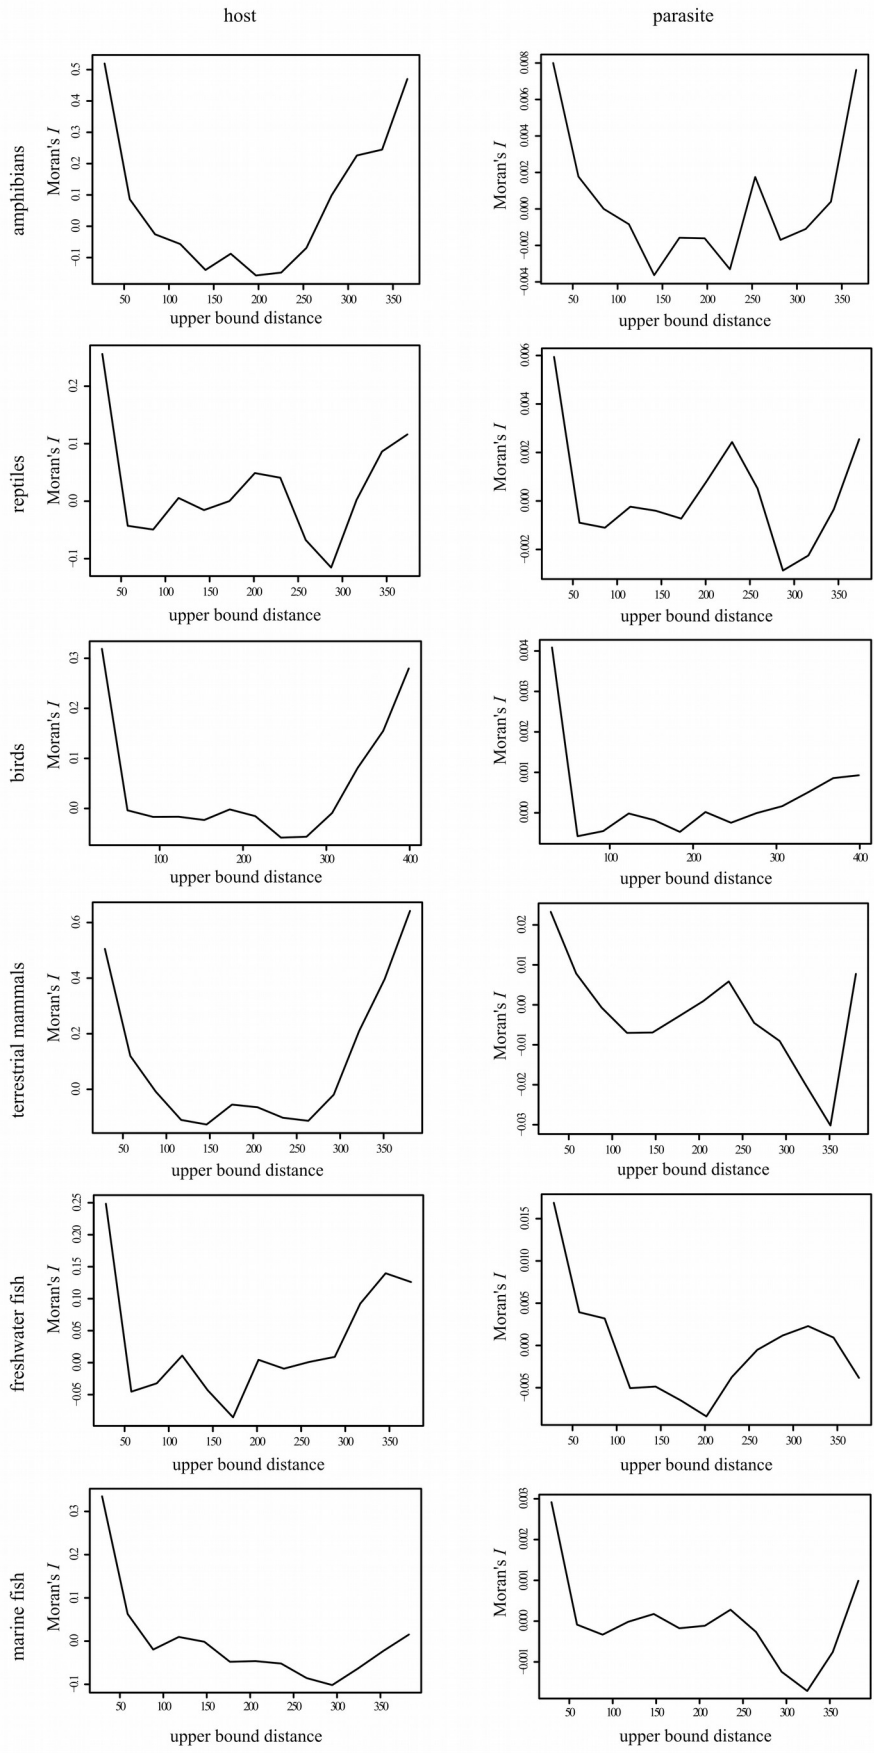 host parasite
amphibians
Moran's I
0.5
0.4
0.3
0.2
0.1
0.0
−0.1
50 100 150 200 250 300 350
upper bound distance
Moran's I
0.008
0.006
0.004
0.002
0.000
−0.002
−0.004
50 100 150 200 250 300 350
upper bound distance
reptiles
Moran's I
0.2
0.1
0.0
−0.1
50 100 150 200 250 300 350
upper bound distance
Moran's I
0.006
0.004
0.002
0.000
−0.002
50 100 150 200 250 300 350
upper bound distance
birds
Moran's I
0.3
0.2
0.1
0.0
100 200 300 400
upper bound distance
Moran's I
0.004
0.003
0.002
0.001
0.000
100 200 300 400
upper bound distance
terrestrial mammals
Moran's I
0.6
0.4
0.2
0.0
50 100 150 200 250 300 350
upper bound distance
Moran's I
0.02
0.01
0.00
−0.01
−0.02
−0.03
50 100 150 200 250 300 350
upper bound distance
freshwater fish
Moran's I
0.25
0.20
0.15
0.10
0.05
0.00
−0.05
50 100 150 200 250 300 350
upper bound distance
Moran's I
0.015
0.010
0.005
0.000
−0.005
50 100 150 200 250 300 350
upper bound distance
marine fish
Moran's I
0.3
0.2
0.1
0.0
−0.1
50 100 150 200 250 300 350
upper bound distance
Moran's I
0.003
0.002
0.001
0.000
−0.001
50 100 150 200 250 300 350
upper bound distance